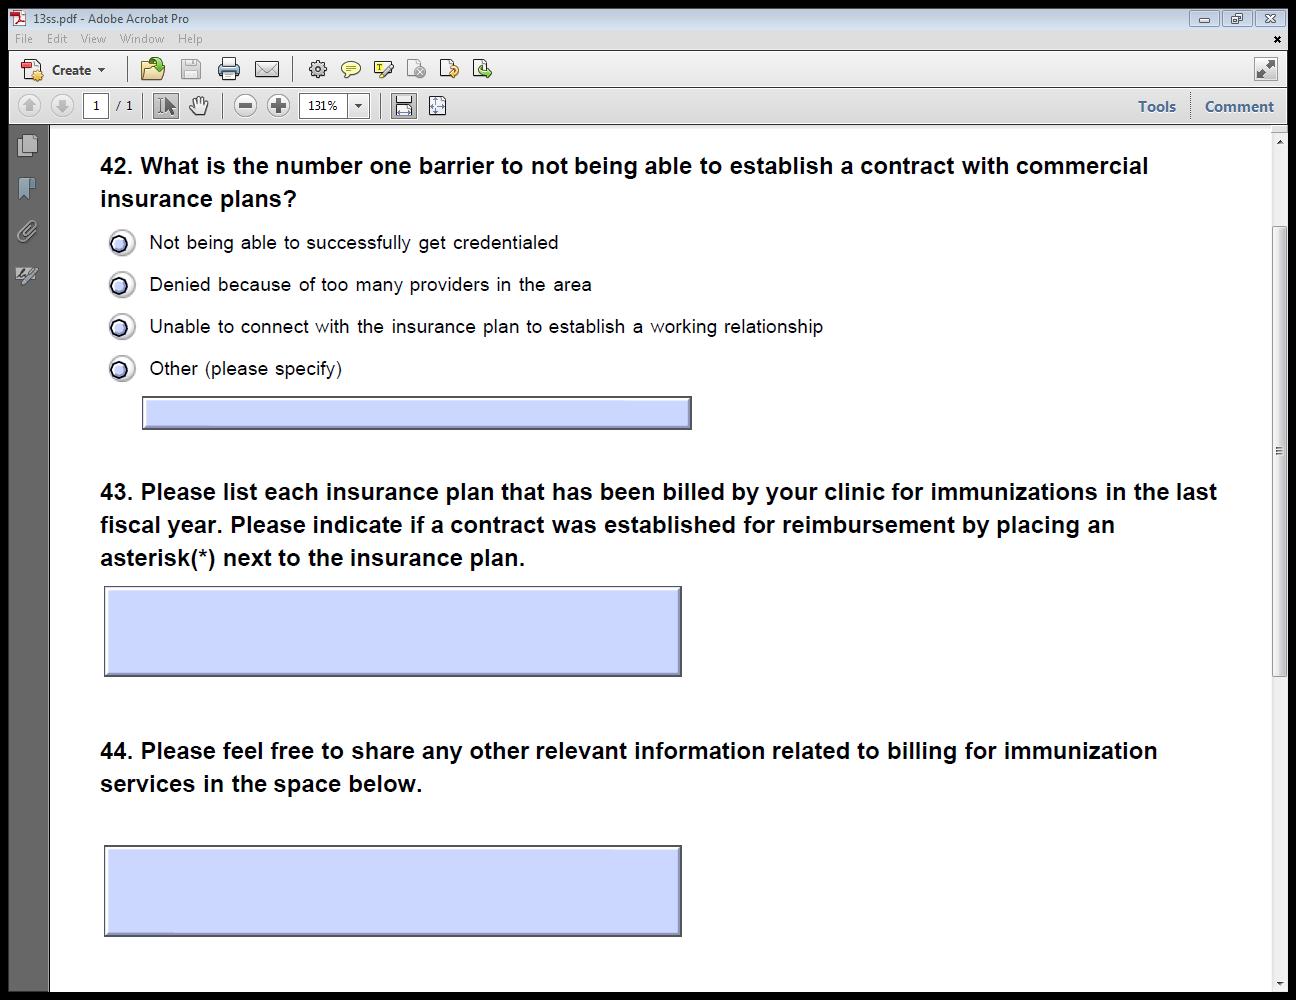 13ss.pdf - Adobe Acrobat Pro
File Edit View Window Help
Create
1 / 1 131% Tools Comment
42. What is the number one barrier to not being able to establish a contract with commercial
insurance plans?
Not being able to successfully get credentialed
Denied because of too many providers in the area
Unable to connect with the insurance plan to establish a working relationship
Other (please specify)
43. Please list each insurance plan that has been billed by your clinic for immunizations in the last
fiscal year. Please indicate if a contract was established for reimbursement by placing an
asterisk(*) next to the insurance plan.
44. Please feel free to share any other relevant information related to billing for immunization
services in the space below.